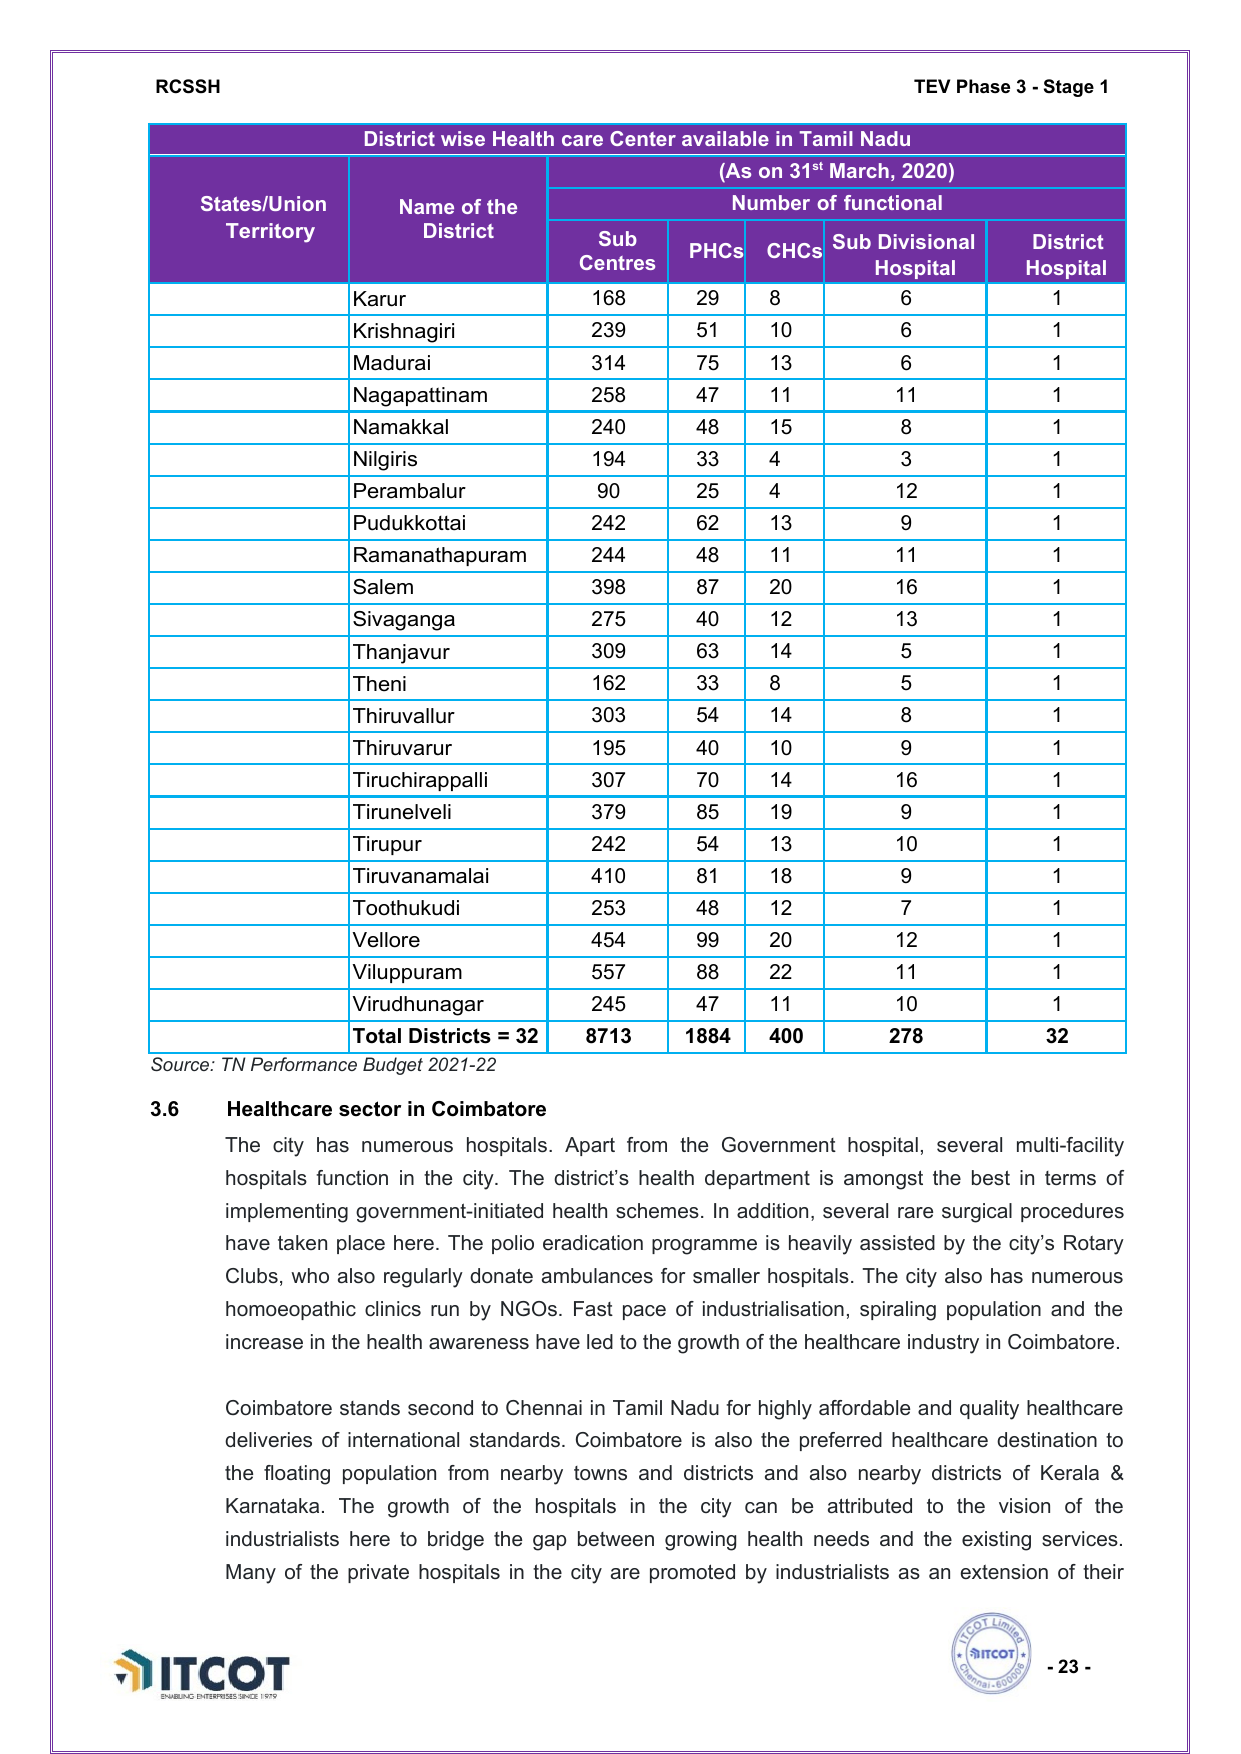 RCSSH TEV Phase 3 - Stage 1
District wise Health care Center available in Tamil Nadu
States/Union Territory Name of the District (As on 31st March, 2020)
Number of functional
Sub Centres PHCs CHCs Sub Divisional Hospital District Hospital
Karur 168 29 8 6 1
Krishnagiri 239 51 10 6 1
Madurai 314 75 13 6 1
Nagapattinam 258 47 11 11 1
Namakkal 240 48 15 8 1
Nilgiris 194 33 4 3 1
Perambalur 90 25 4 12 1
Pudukkottai 242 62 13 9 1
Ramanathapuram 244 48 11 11 1
Salem 398 87 20 16 1
Sivaganga 275 40 12 13 1
Thanjavur 309 63 14 5 1
Theni 162 33 8 5 1
Thiruvallur 303 54 14 8 1
Thiruvarur 195 40 10 9 1
Tiruchirappalli 307 70 14 16 1
Tirunelveli 379 85 19 9 1
Tirupur 242 54 13 10 1
Tiruvanamalai 410 81 18 9 1
Toothukudi 253 48 12 7 1
Vellore 454 99 20 12 1
Viluppuram 557 88 22 11 1
Virudhunagar 245 47 11 10 1
Total Districts = 32 8713 1884 400 278 32
Source: TN Performance Budget 2021-22
3.6 Healthcare sector in Coimbatore
The city has numerous hospitals. Apart from the Government hospital, several multi-facility
hospitals function in the city. The district’s health department is amongst the best in terms of
implementing government-initiated health schemes. In addition, several rare surgical procedures
have taken place here. The polio eradication programme is heavily assisted by the city’s Rotary
Clubs, who also regularly donate ambulances for smaller hospitals. The city also has numerous
homoeopathic clinics run by NGOs. Fast pace of industrialisation, spiraling population and the
increase in the health awareness have led to the growth of the healthcare industry in Coimbatore.
Coimbatore stands second to Chennai in Tamil Nadu for highly affordable and quality healthcare
deliveries of international standards. Coimbatore is also the preferred healthcare destination to
the floating population from nearby towns and districts and also nearby districts of Kerala &
Karnataka. The growth of the hospitals in the city can be attributed to the vision of the
industrialists here to bridge the gap between growing health needs and the existing services.
Many of the private hospitals in the city are promoted by industrialists as an extension of their
ITCOT
ENABLING ENTERPRISES SINCE 1979
ITCOT Limited
ITCOT
Chennai-600006
- 23 -